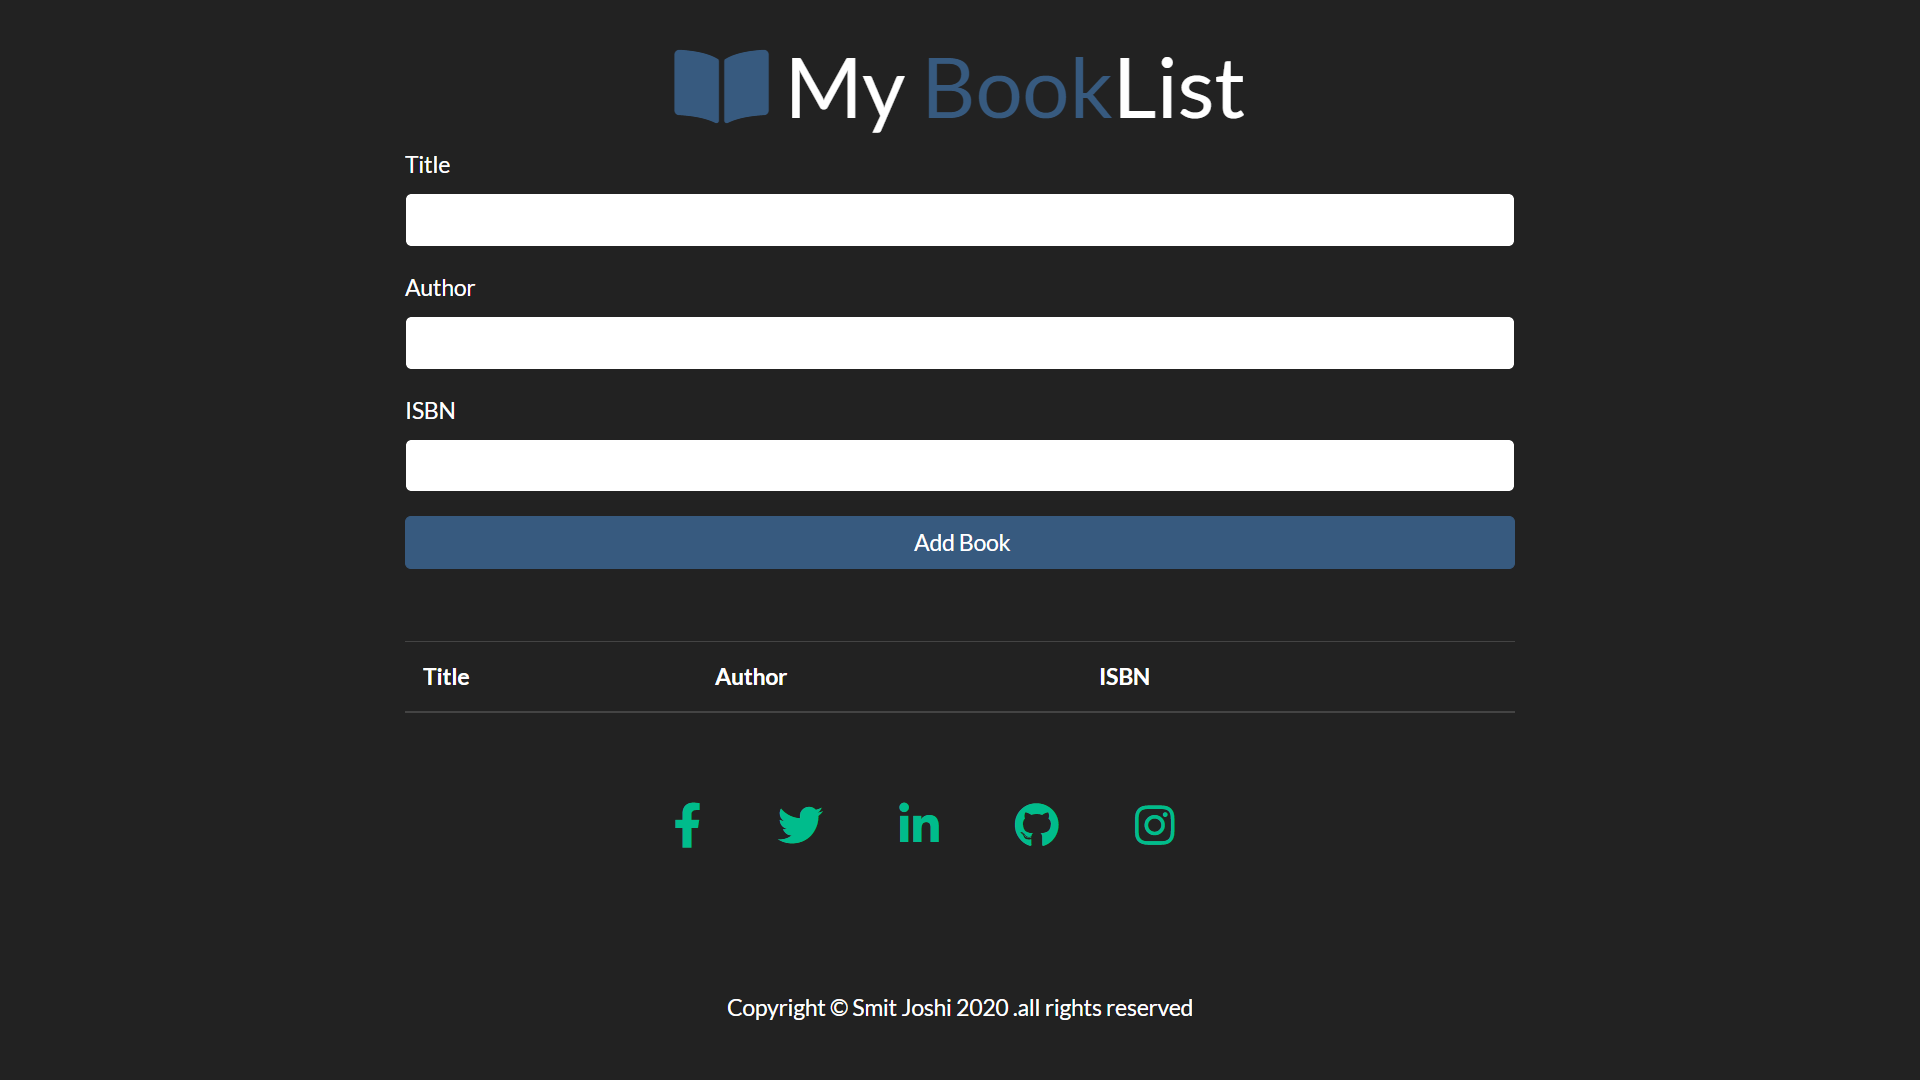 My BookList
Title
Author
ISBN
Add Book
Title Author ISBN
Copyright © Smit Joshi 2020 .all rights reserved